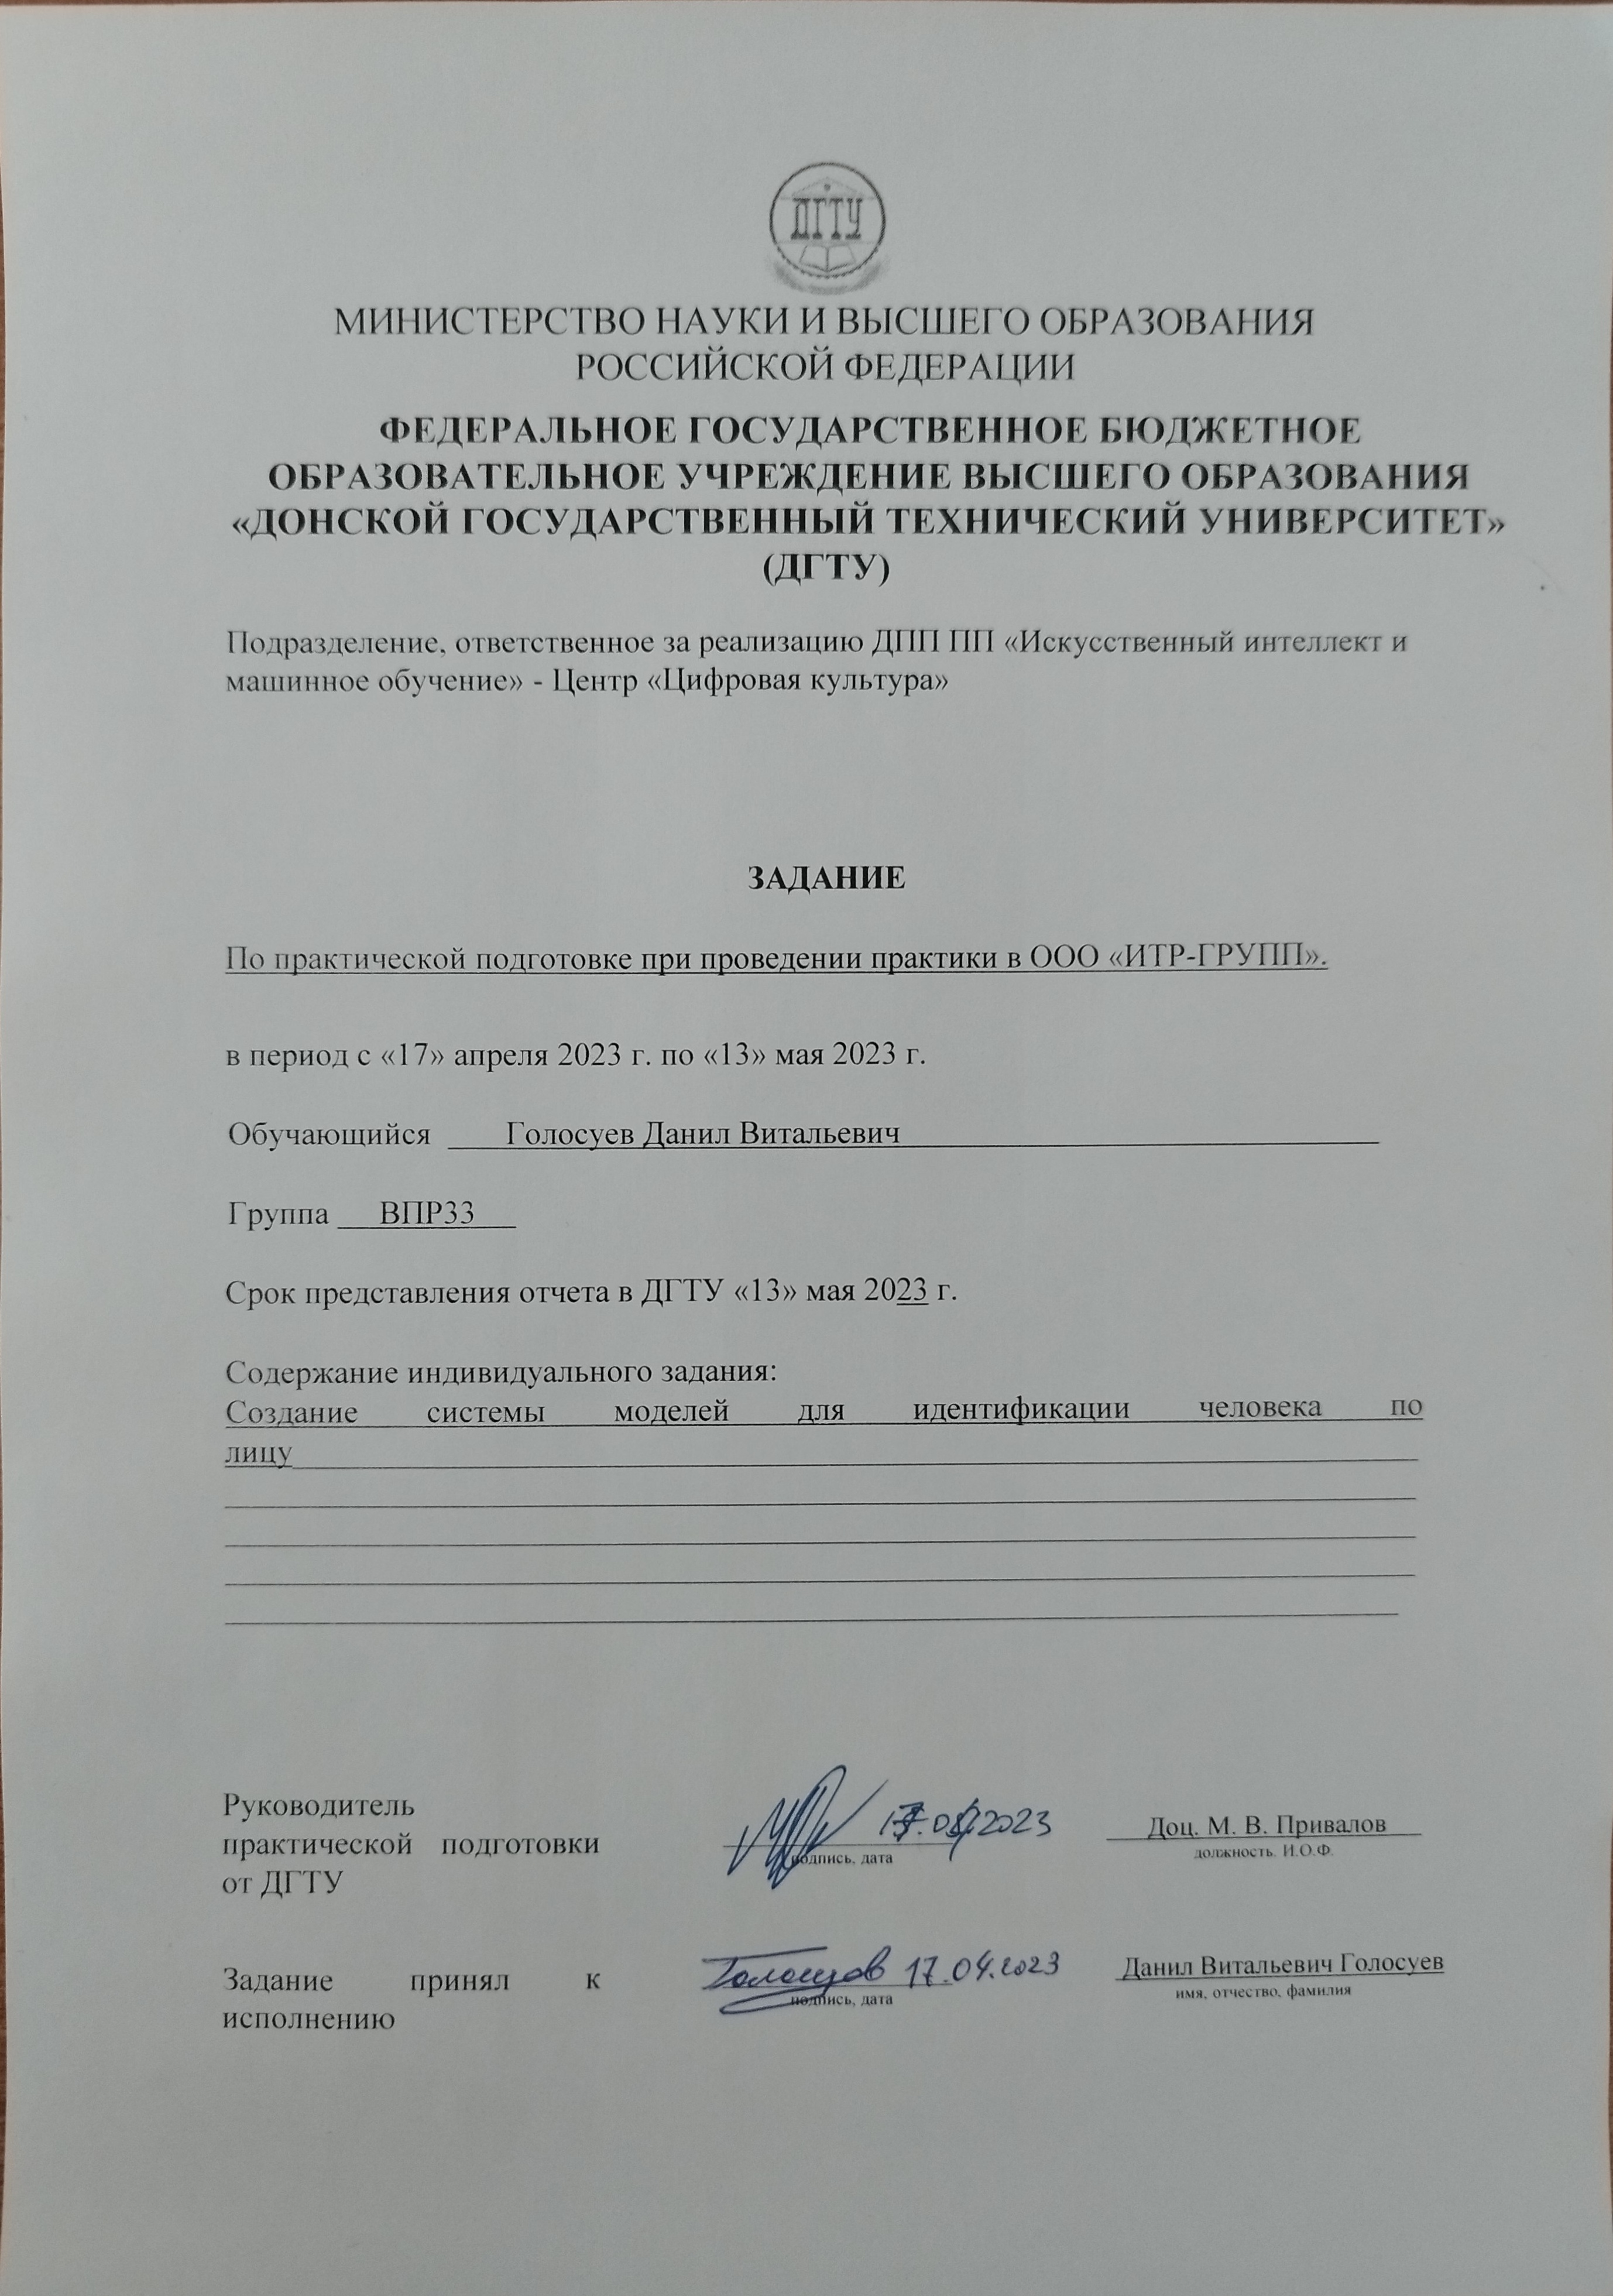 ДГТУ
МИНИСТЕРСТВО НАУКИ И ВЫСШЕГО ОБРАЗОВАНИЯ
РОССИЙСКОЙ ФЕДЕРАЦИИ
ФЕДЕРАЛЬНОЕ ГОСУДАРСТВЕННОЕ БЮДЖЕТНОЕ
ОБРАЗОВАТЕЛЬНОЕ УЧРЕЖДЕНИЕ ВЫСШЕГО ОБРАЗОВАНИЯ
«ДОНСКОЙ ГОСУДАРСТВЕННЫЙ ТЕХНИЧЕСКИЙ УНИВЕРСИТЕТ»
(ДГТУ)
Подразделение, ответственное за реализацию ДПП ПП «Искусственный интеллект и
машинное обучение» - Центр «Цифровая культура»
ЗАДАНИЕ
По практической подготовке при проведении практики в ООО «ИТР-ГРУПП».
в период с «17» апреля 2023 г. по «13» мая 2023 г.
Обучающийся Голосуев Данил Витальевич
Группа ВПР33
Срок представления отчета в ДГТУ «13» мая 2023 г.
Содержание индивидуального задания:
Создание системы моделей для идентификации человека по
лицу
Руководитель
практической подготовки
от ДГТУ
подпись, дата
Доц. М. В. Привалов
должность, И.О.Ф.
Задание принял к
исполнению
17.04.2023
подпись, дата
Данил Витальевич Голосуев
имя, отчество, фамилия